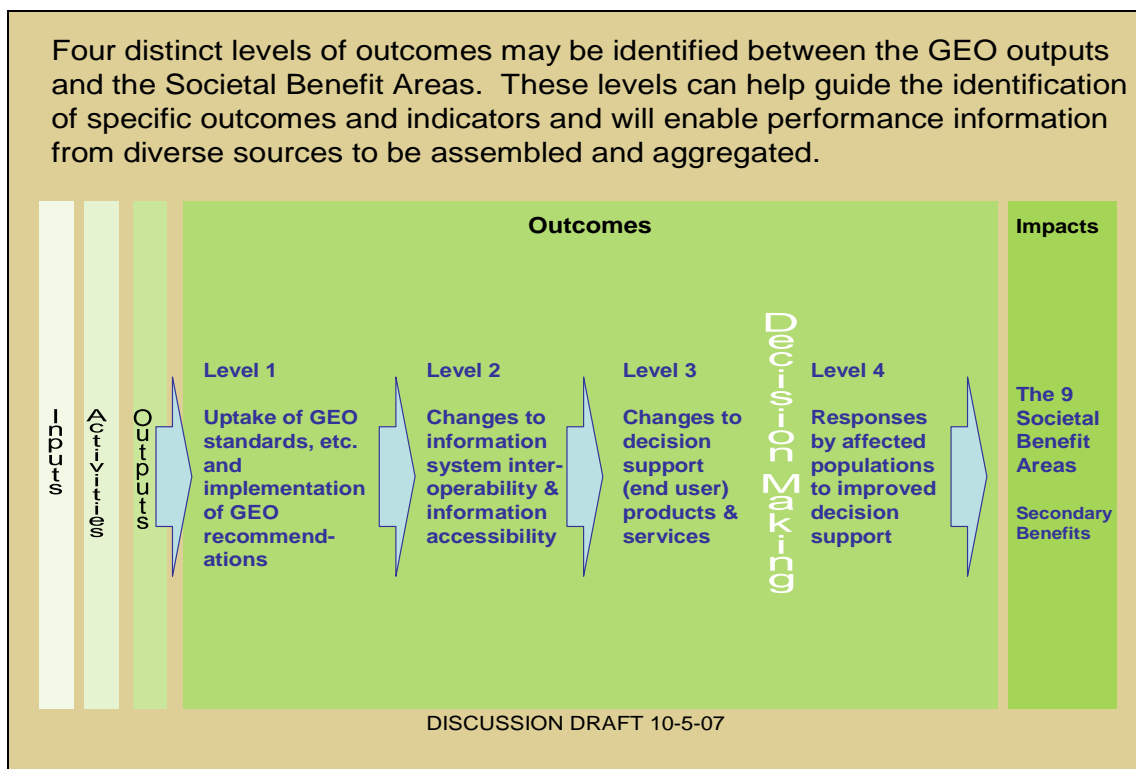 Four distinct levels of outcomes may be identified between the GEO outputs
and the Societal Benefit Areas.  These levels can help guide the identification
of specific outcomes and indicators and will enable performance information
from diverse sources to be assembled and aggregated.
Inputs
Activities
Outputs
Outcomes
Level 1
Uptake of GEO
standards, etc.
and
implementation
of GEO
recommend-
ations
Level 2
Changes to
information
system inter-
operability &
information
accessibility
Level 3
Changes to
decision
support
(end user)
products &
services
Decision Making
Level 4
Responses
by affected
populations
to improved
decision
support
Impacts
The 9
Societal
Benefit
Areas
Secondary
Benefits
DISCUSSION DRAFT 10-5-07